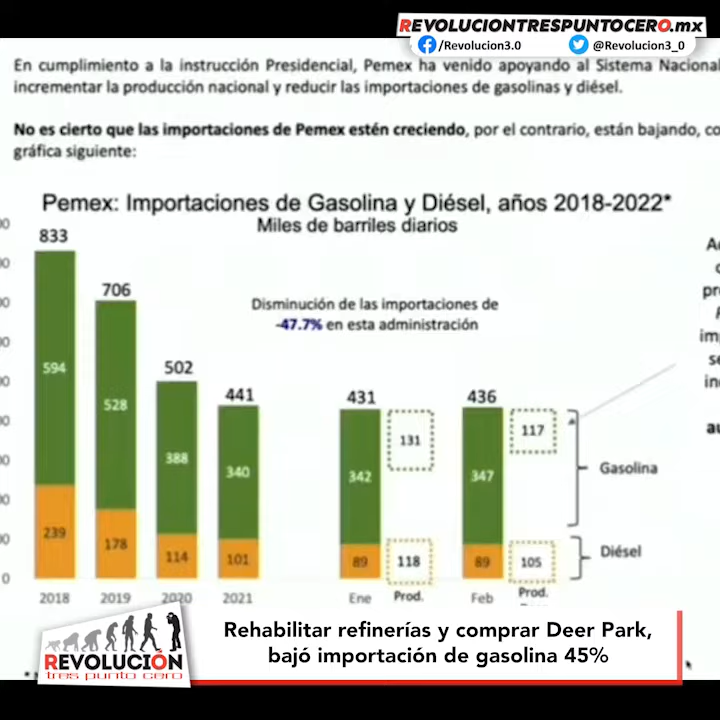 REVOLUCIONTRESPUNTOCERO.mx
/Revolucion3.0
@Revolucion3_0
En cumplimiento a la instrucción Presidencial, Pemex ha venido apoyando al Sistema Nacional
incrementar la producción nacional y reducir las importaciones de gasolinas y diésel.
No es cierto que las importaciones de Pemex estén creciendo, por el contrario, están bajando, co
gráfica siguiente:
Pemex: Importaciones de Gasolina y Diésel, años 2018-2022*
Miles de barriles diarios
Disminución de las importaciones de
-47.7% en esta administración
833
706
502
441
431
436
594
528
388
340
342
131
347
117
Gasolina
239
178
114
101
89
118
89
105
Diésel
0
2018
2019
2020
2021
Ene
Prod.
Feb
Prod.
REVOLUCIÓN
tres punto cero
Rehabilitar refinerías y comprar Deer Park,
bajó importación de gasolina 45%